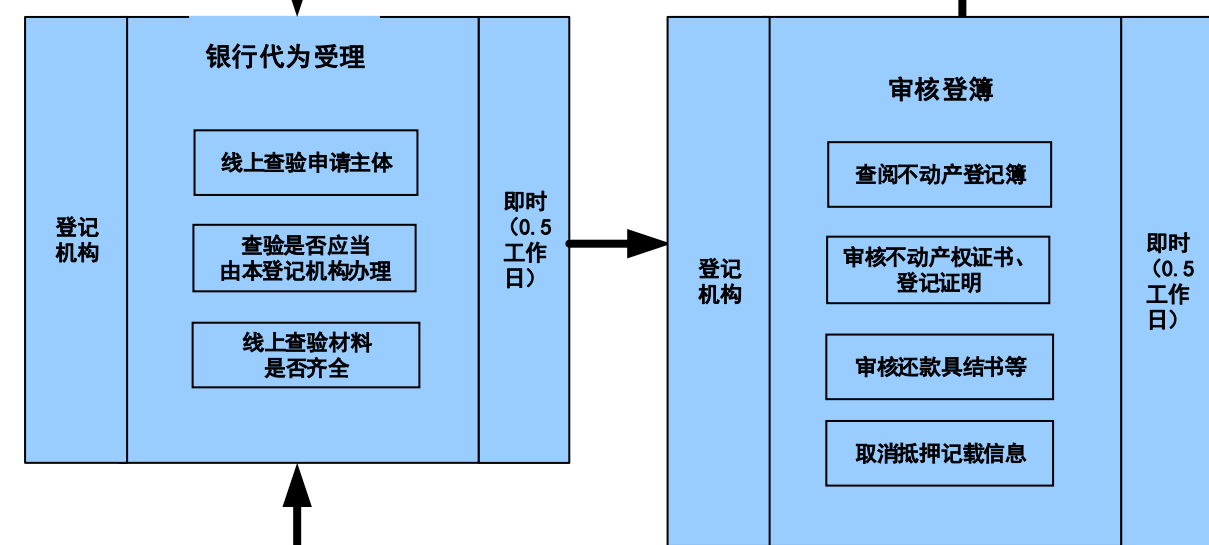 银行代为受理
登记
机构
线上查验申请主体
查验是否应当
由本登记机构办理
线上查验材料
是否齐全
即时
（0.5
工作
日）
审核登簿
登记
机构
查阅不动产登记簿
审核不动产权证书、
登记证明
审核还款具结书等
取消抵押记载信息
即时
（0.5
工作
日）